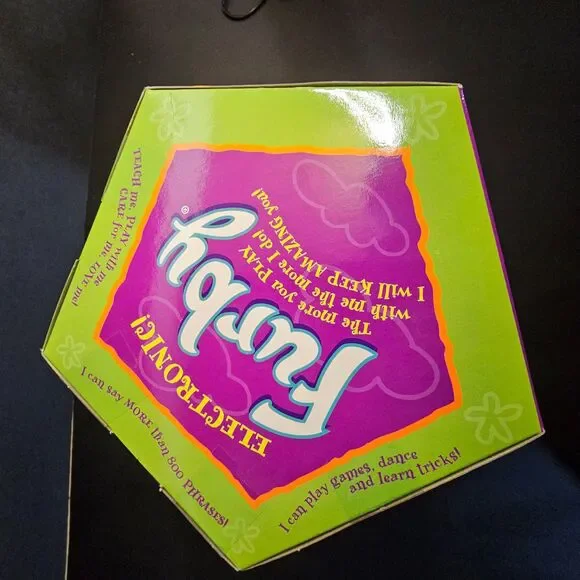 ELECTRONIC!
Furby®
The more you PLAY
with me the more I do!
I will KEEP AMAZING you!
TEACH me, PLAY with me
CARE for me, LOVE me!
I can say MORE than 800 PHRASES!
I can play games, dance
and learn tricks!